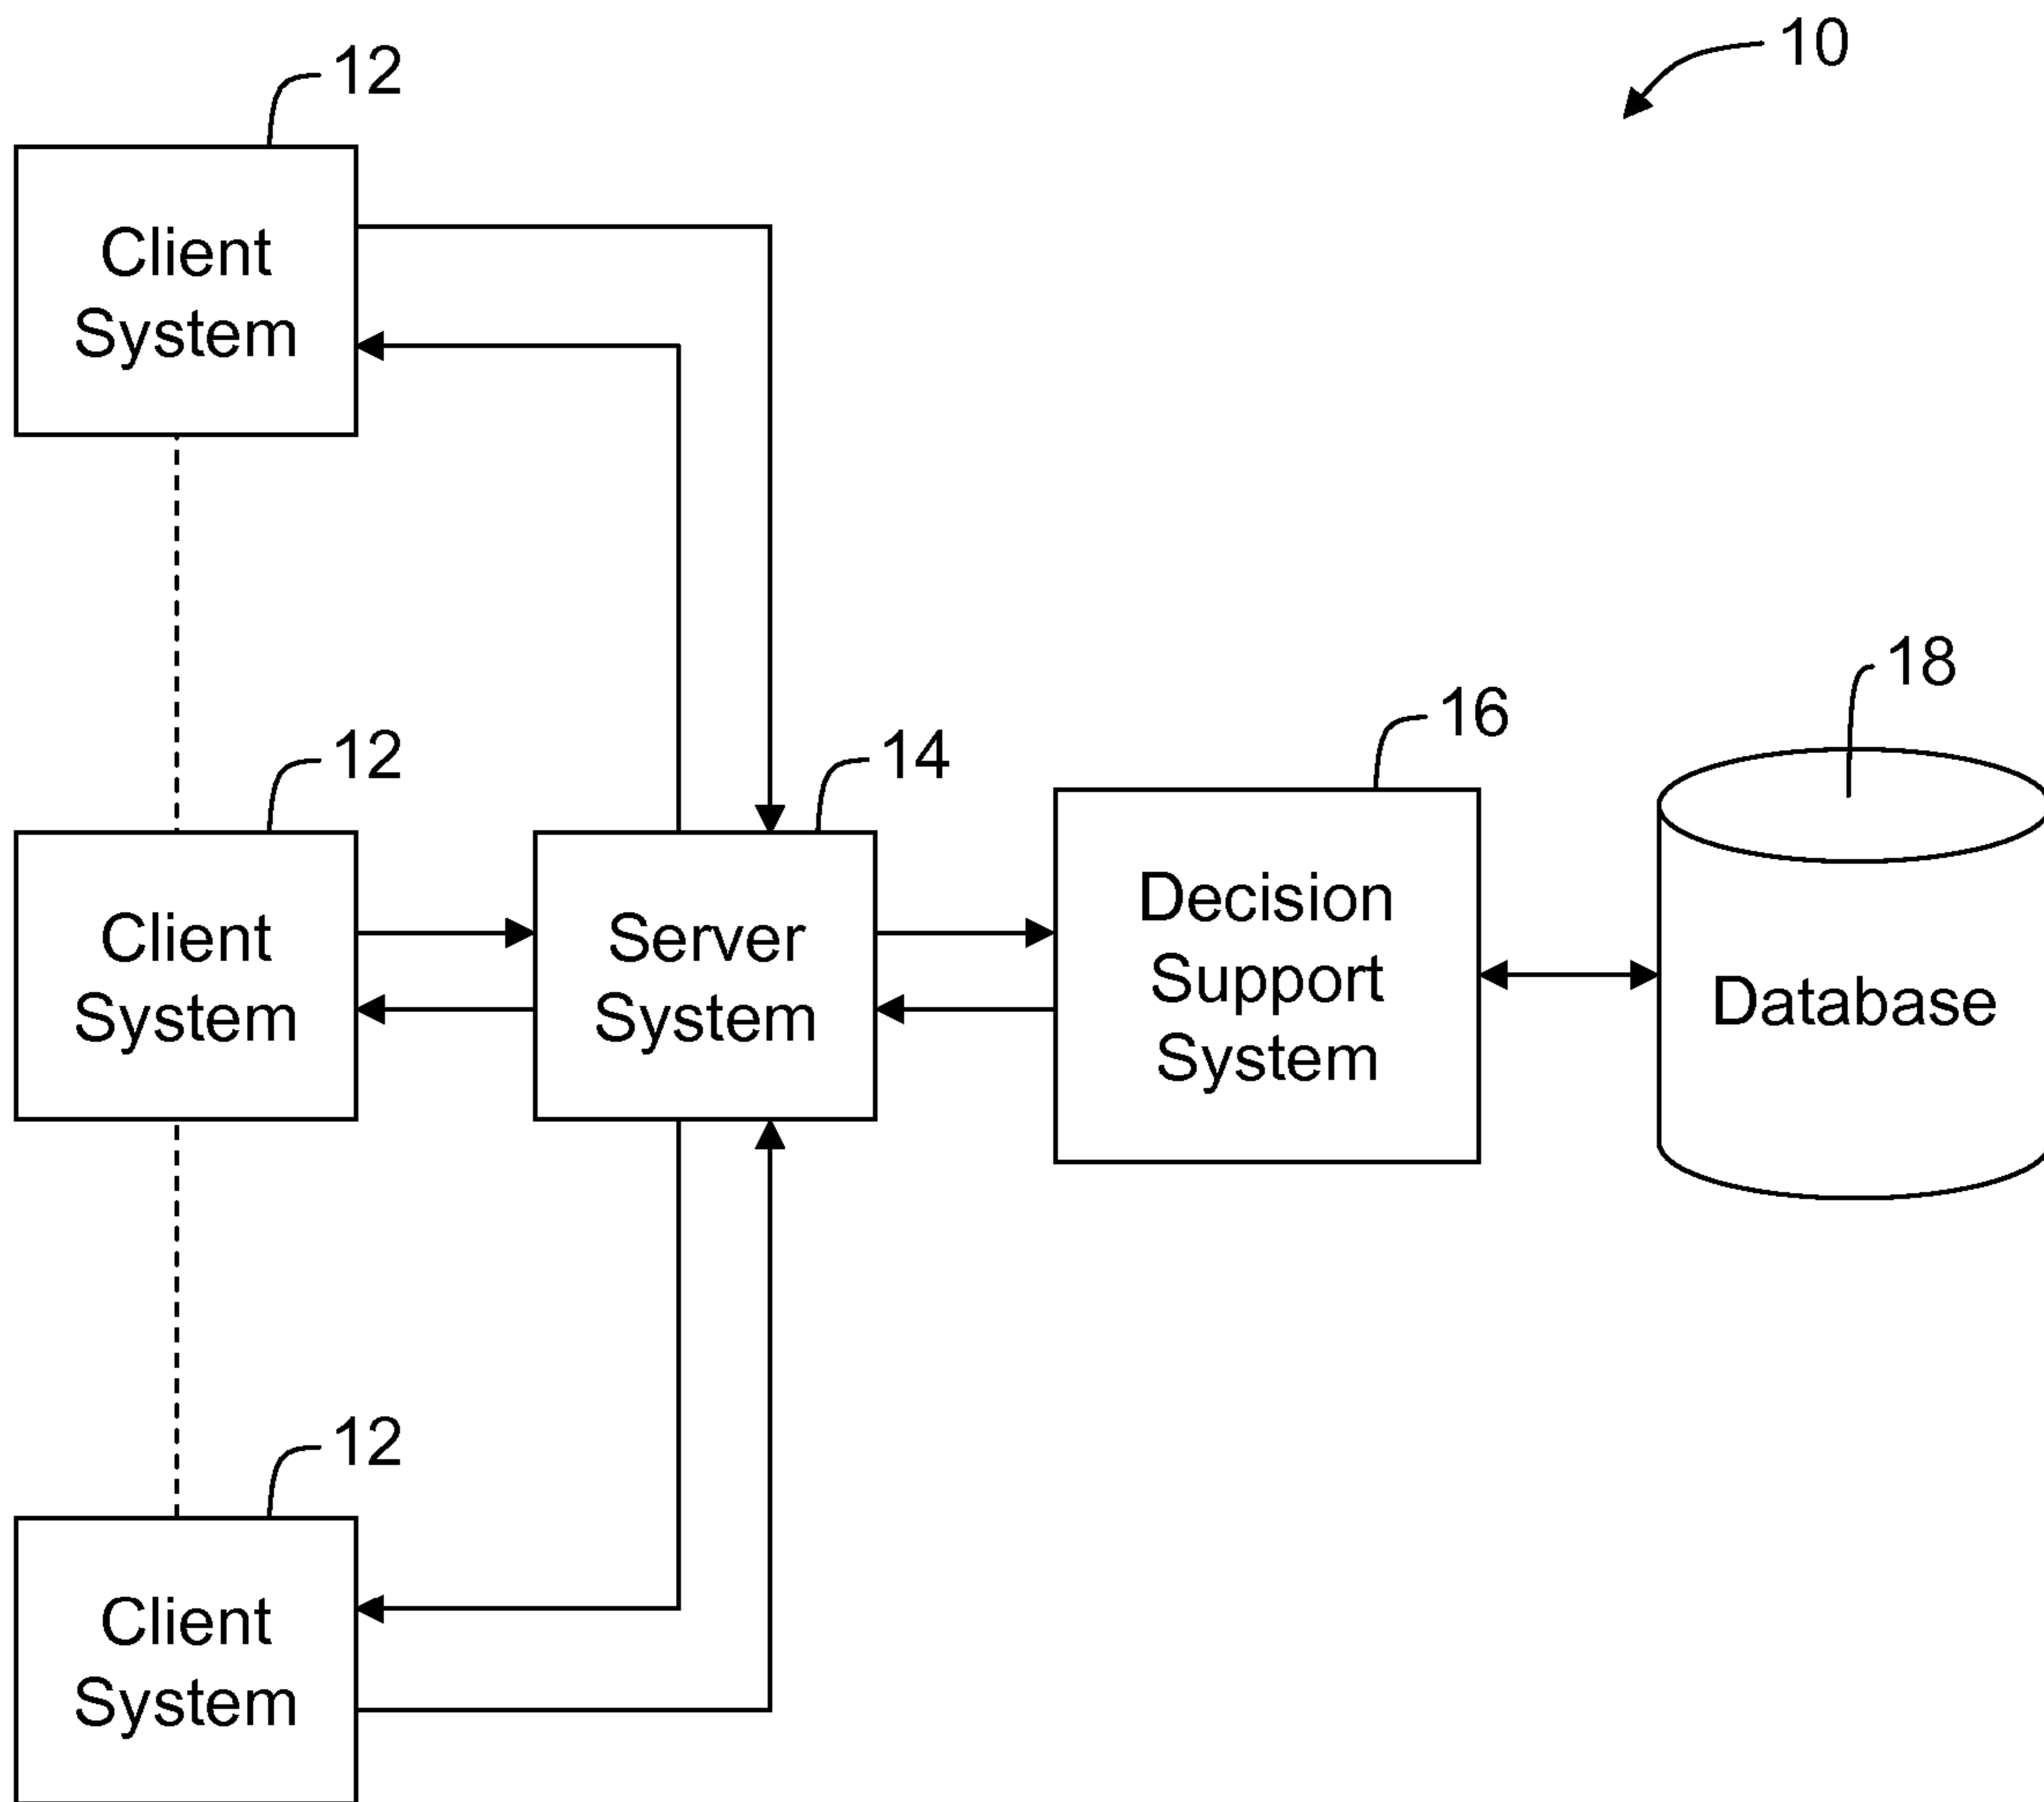 10
12
Client
System
12
Client
System
14
Server
System
16
Decision
Support
System
18
Database
12
Client
System